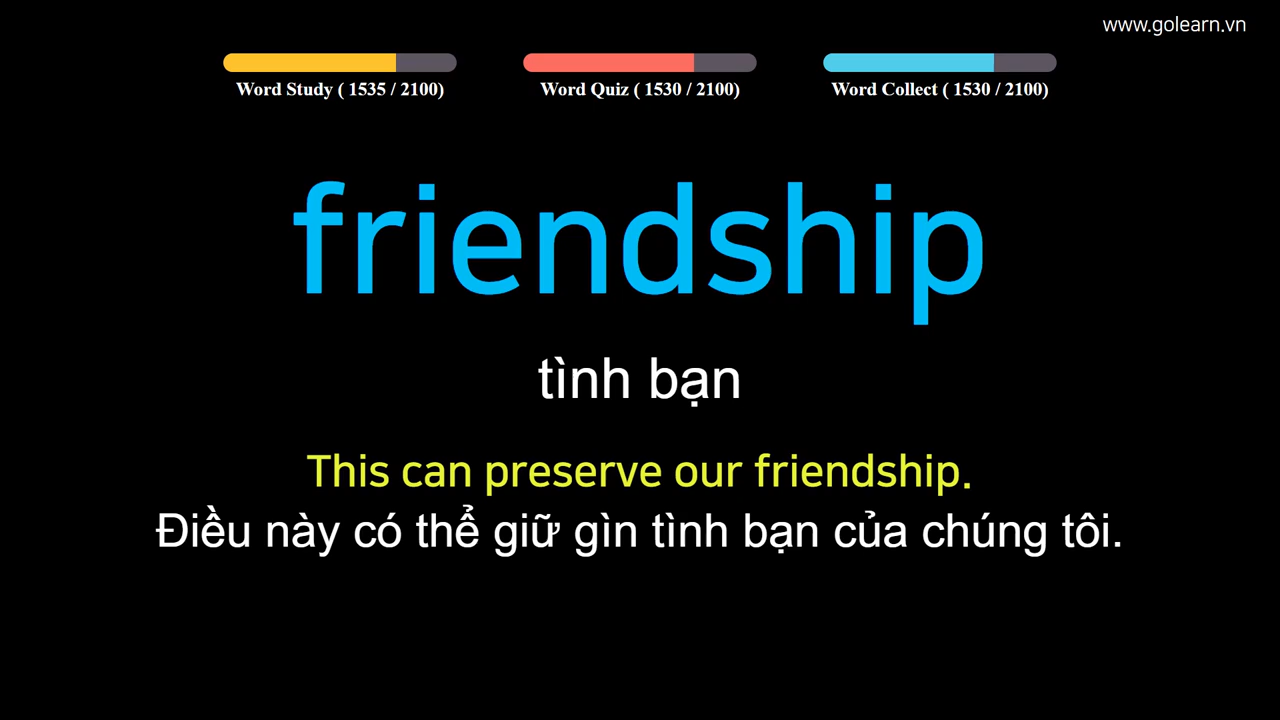 www.golearn.vn
Word Study ( 1535 / 2100)
Word Quiz ( 1530 / 2100)
Word Collect ( 1530 / 2100)
friendship
tình bạn
This can preserve our friendship.
Điều này có thể giữ gìn tình bạn của chúng tôi.